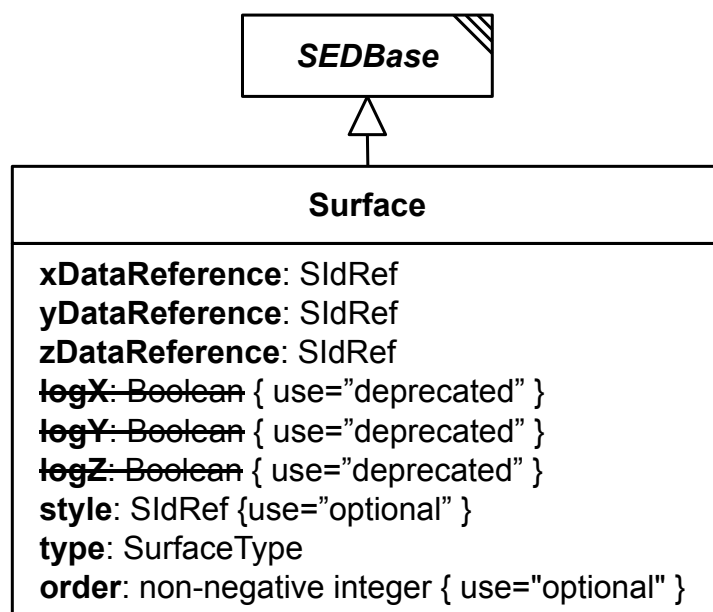 SEDBase
Surface
xDataReference: SIdRef
yDataReference: SIdRef
zDataReference: SIdRef
logX: Boolean { use=”deprecated” }
logY: Boolean { use=”deprecated” }
logZ: Boolean { use=”deprecated” }
style: SIdRef {use=”optional” }
type: SurfaceType
order: non-negative integer { use="optional" }